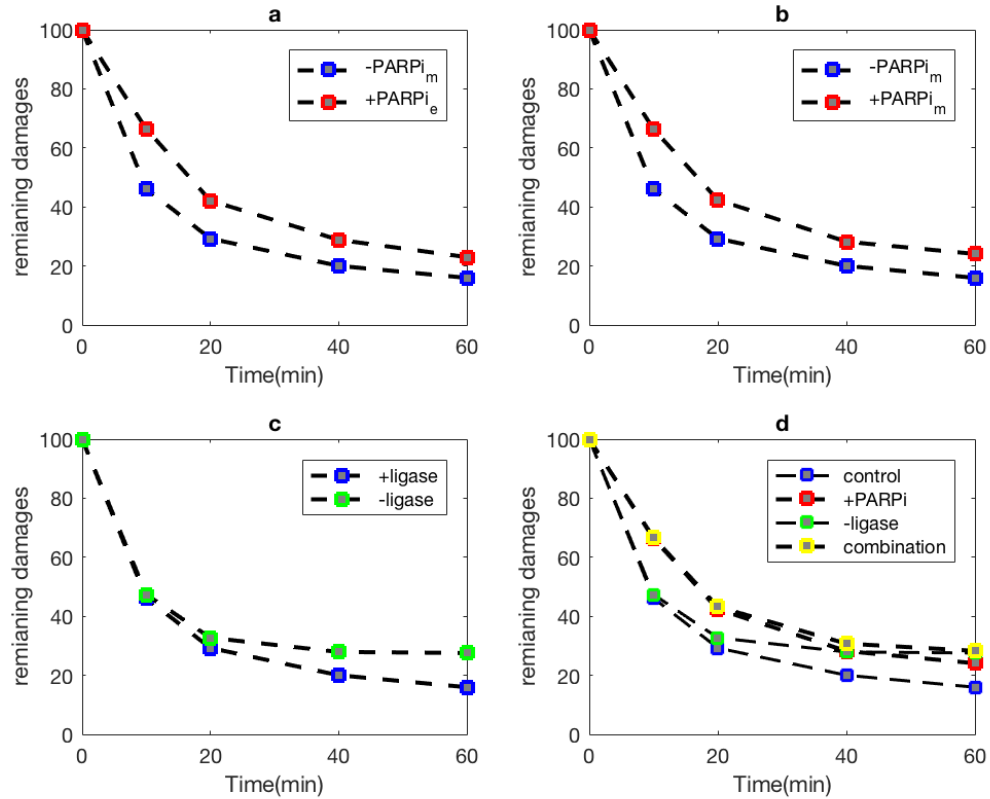 a
remianing damages
100
80
60
40
20
0
-PARPi_m
+PARPi_e
0 20 40 60
Time(min)
b
remianing damages
100
80
60
40
20
0
-PARPi_m
+PARPi_m
0 20 40 60
Time(min)
c
remianing damages
100
80
60
40
20
0
+ligase
-ligase
0 20 40 60
Time(min)
d
remianing damages
100
80
60
40
20
0
control
+PARPi
-ligase
combination
0 20 40 60
Time(min)